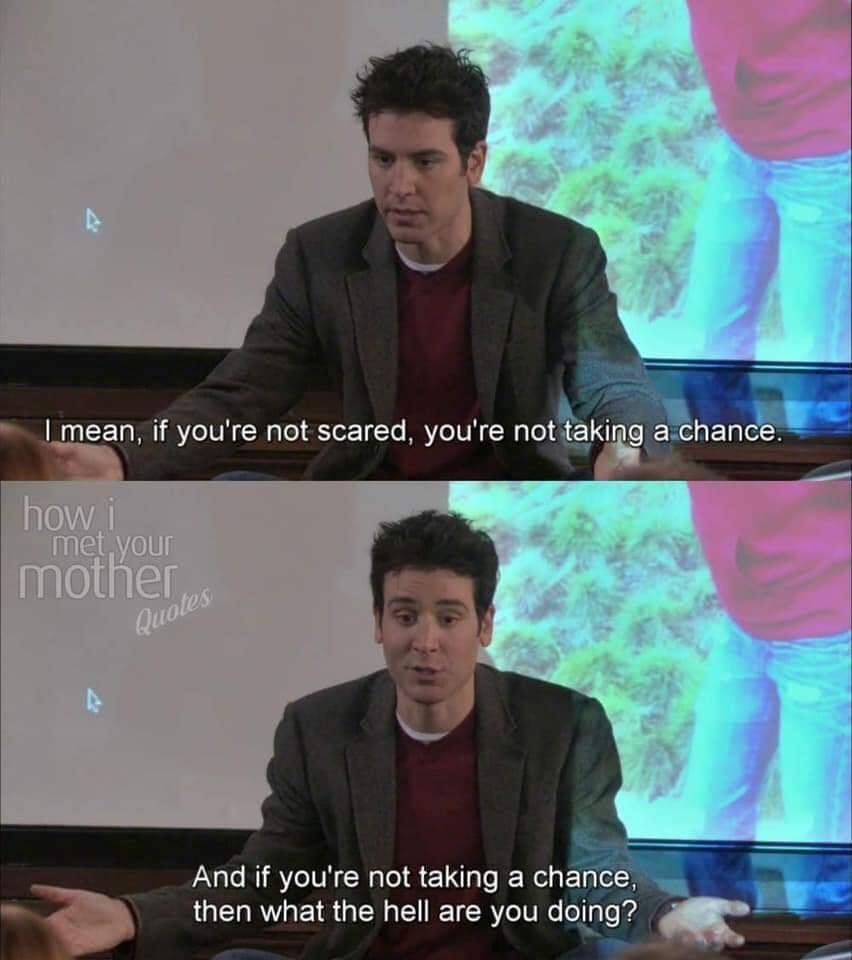 I mean, if you're not scared, you're not taking a chance.
how i
met your
mother
Quotes
And if you're not taking a chance,
then what the hell are you doing?